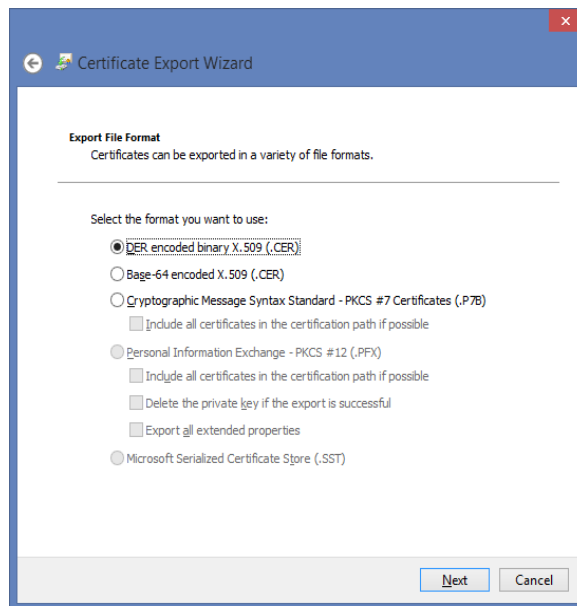 Certificate Export Wizard
Export File Format
Certificates can be exported in a variety of file formats.
Select the format you want to use:
DER encoded binary X.509 (.CER)
Base-64 encoded X.509 (.CER)
Cryptographic Message Syntax Standard - PKCS #7 Certificates (.P7B)
Include all certificates in the certification path if possible
Personal Information Exchange - PKCS #12 (.PFX)
Include all certificates in the certification path if possible
Delete the private key if the export is successful
Export all extended properties
Microsoft Serialized Certificate Store (.SST)
Next Cancel